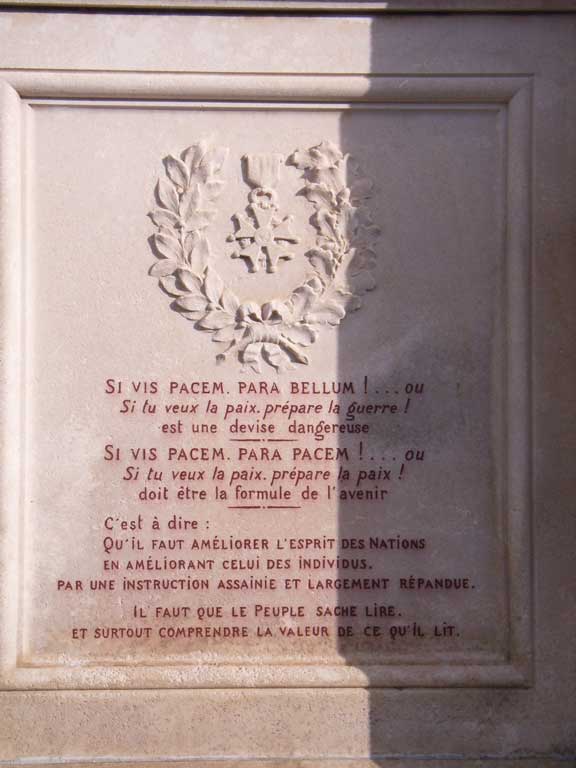 SI VIS PACEM. PARA BELLUM !... ou
Si tu veux la paix. prépare la guerre !
est une devise dangereuse
SI VIS PACEM. PARA PACEM !... ou
Si tu veux la paix. prépare la paix !
doit être la formule de l'avenir
C'est à dire :
QU'IL FAUT AMÉLIORER L'ESPRIT DES NATIONS
EN AMÉLIORANT CELUI DES INDIVIDUS.
PAR UNE INSTRUCTION ASSAINIE ET LARGEMENT RÉPANDUE.
IL FAUT QUE LE PEUPLE SACHE LIRE.
ET SURTOUT COMPRENDRE LA VALEUR DE CE QU'IL LIT.